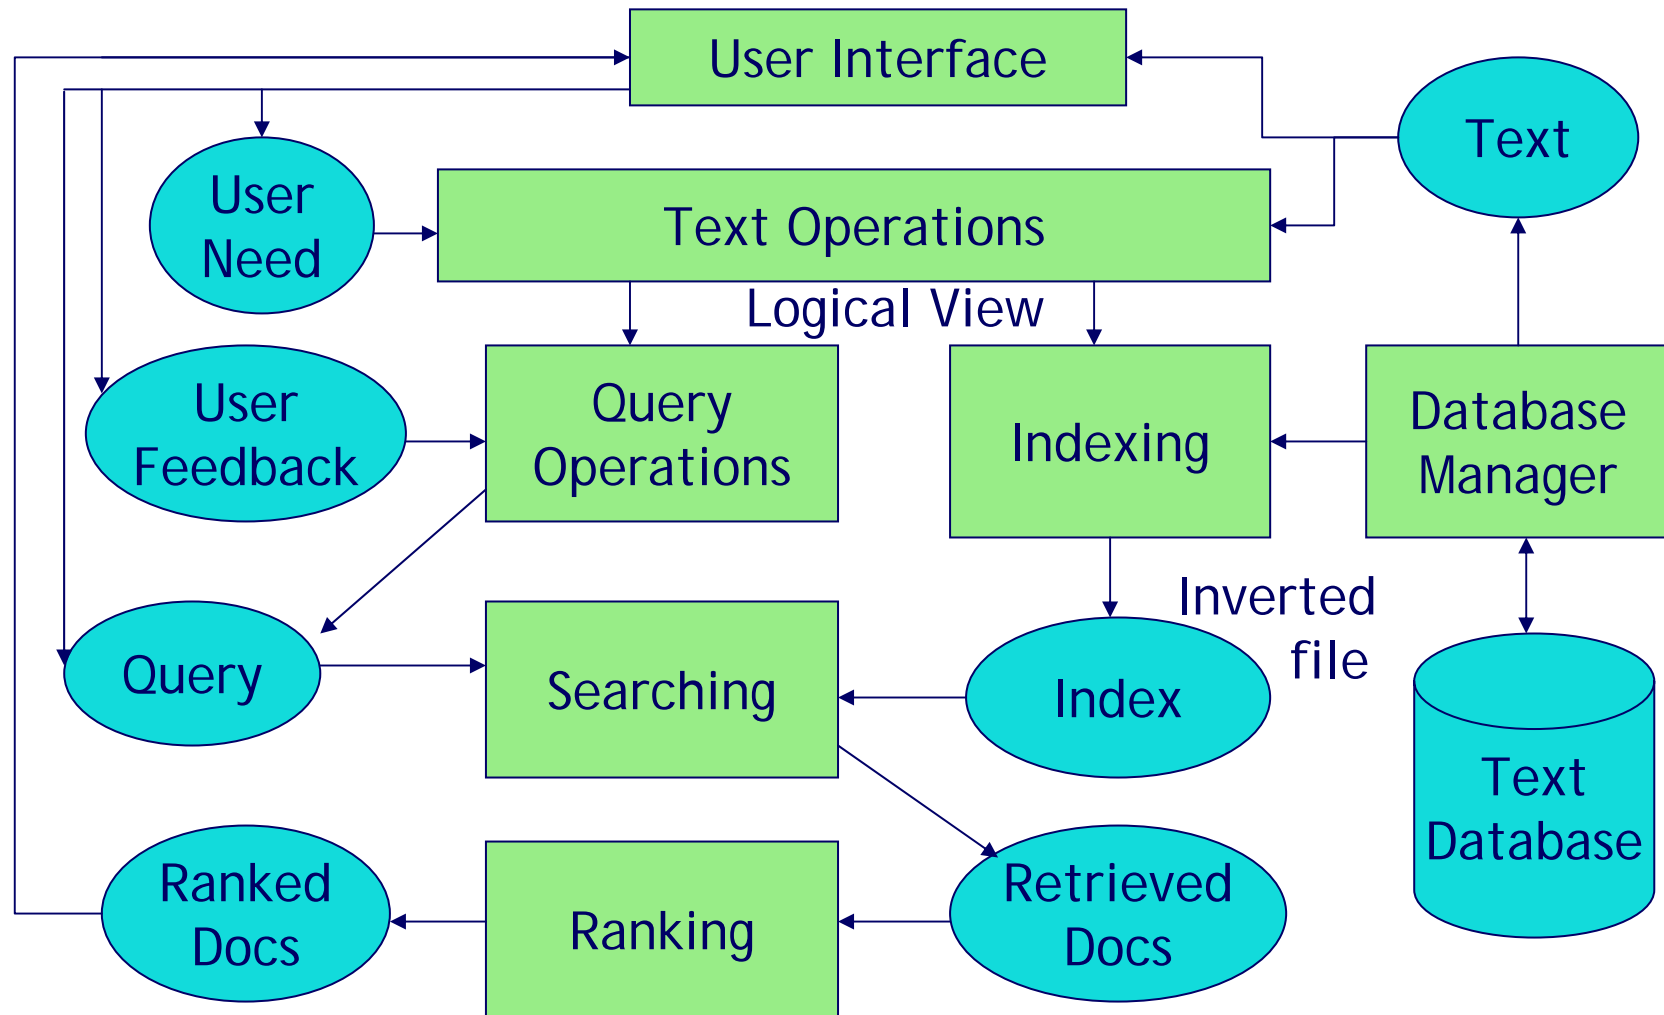 User Interface
Text
User
Need
Text Operations
Logical View
User
Feedback
Query
Operations
Indexing
Database
Manager
Inverted
file
Query
Searching
Index
Text
Database
Ranked
Docs
Ranking
Retrieved
Docs